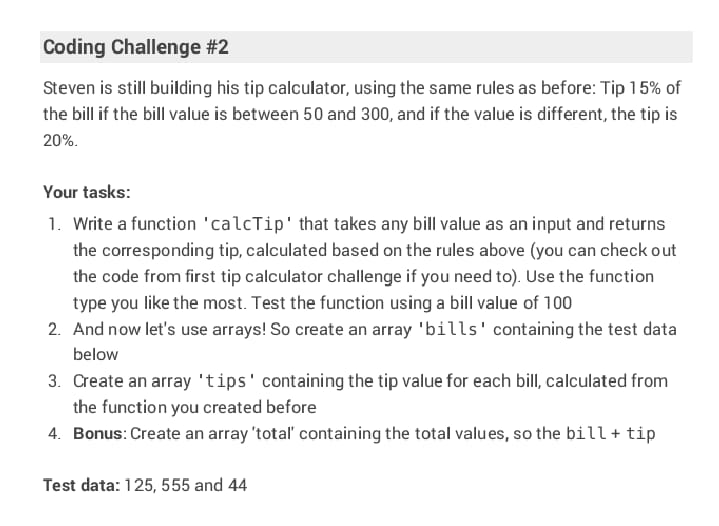 Coding Challenge #2
Steven is still building his tip calculator, using the same rules as before: Tip 15% of
the bill if the bill value is between 50 and 300, and if the value is different, the tip is
20%.
Your tasks:
1. Write a function 'calcTip' that takes any bill value as an input and returns
the corresponding tip, calculated based on the rules above (you can check out
the code from first tip calculator challenge if you need to). Use the function
type you like the most. Test the function using a bill value of 100
2. And now let's use arrays! So create an array 'bills' containing the test data
below
3. Create an array 'tips' containing the tip value for each bill, calculated from
the function you created before
4. Bonus: Create an array 'total' containing the total values, so the bill + tip
Test data: 125, 555 and 44